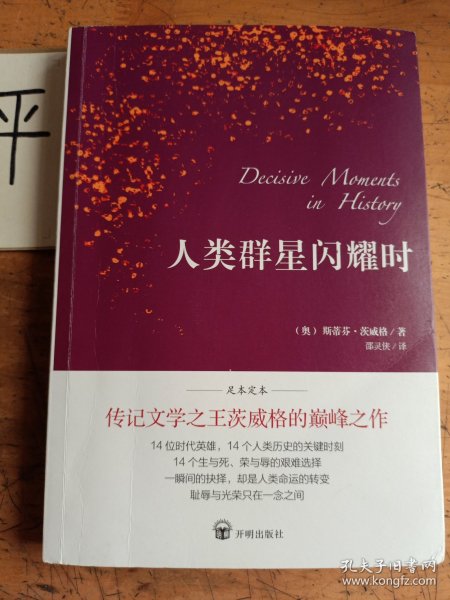 平
Decisive Moments
in History
人类群星闪耀时
（奥） 斯蒂芬·茨威格／著
邵灵侠／译
足本定本
传记文学之王茨威格的巅峰之作
14位时代英雄，14个人类历史的关键时刻
14个生与死、荣与辱的艰难选择
一瞬间的抉择，却是人类命运的转变
耻辱与光荣只在一念之间
开明出版社
孔夫子旧书网
www.kongfz.com